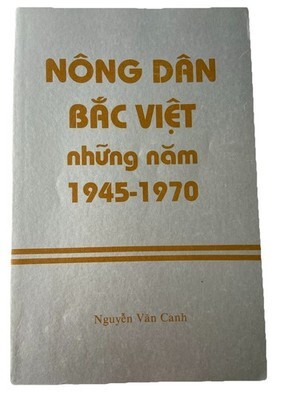 NÔNG DÂN
BẮC VIỆT
những năm
1945-1970
Nguyễn Văn Canh